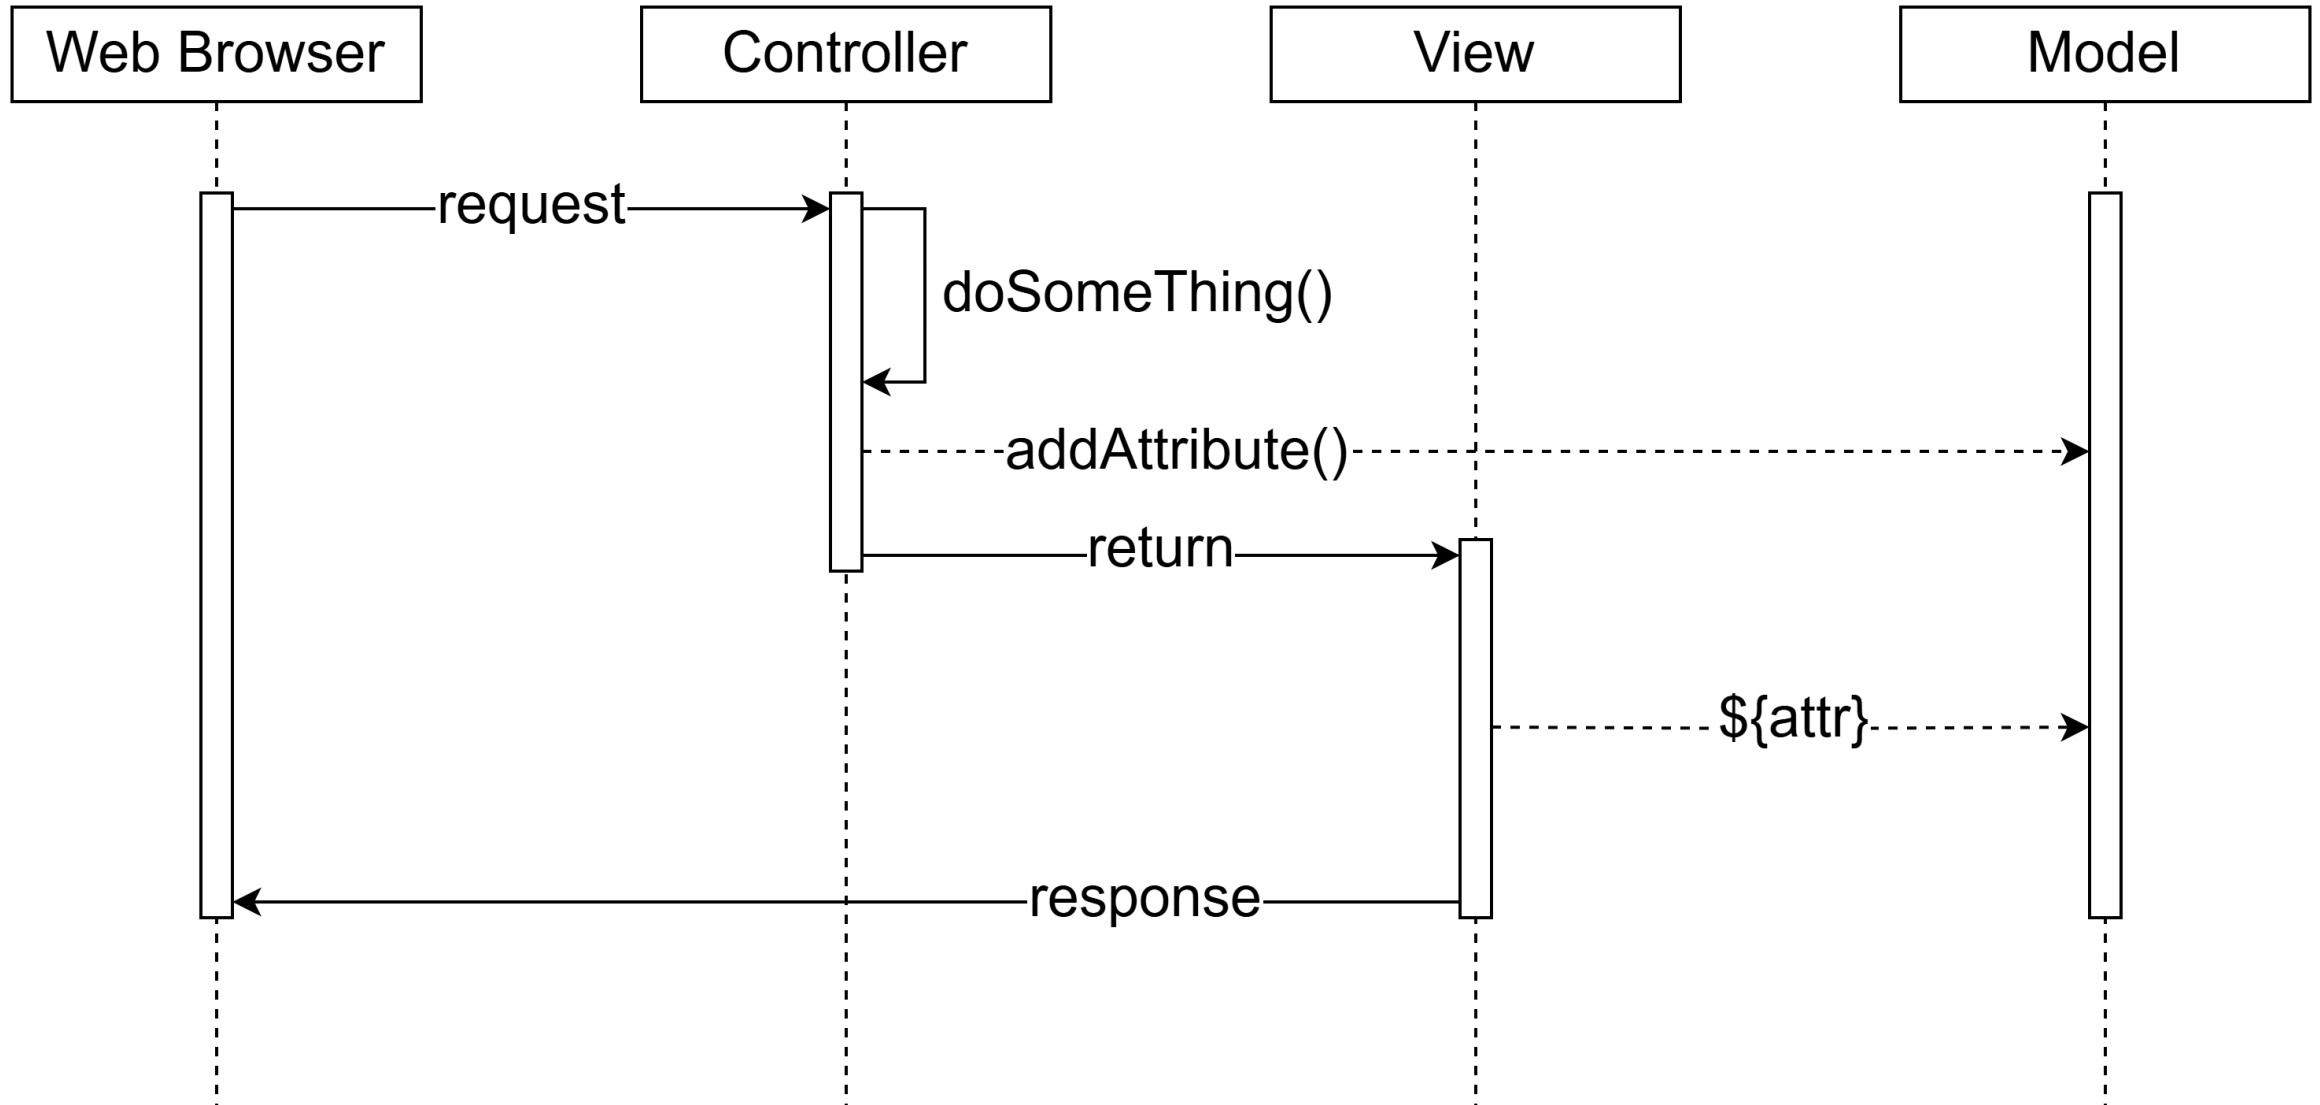 Web Browser
Controller
View
Model
request
doSomeThing()
addAttribute()
return
${attr}
response